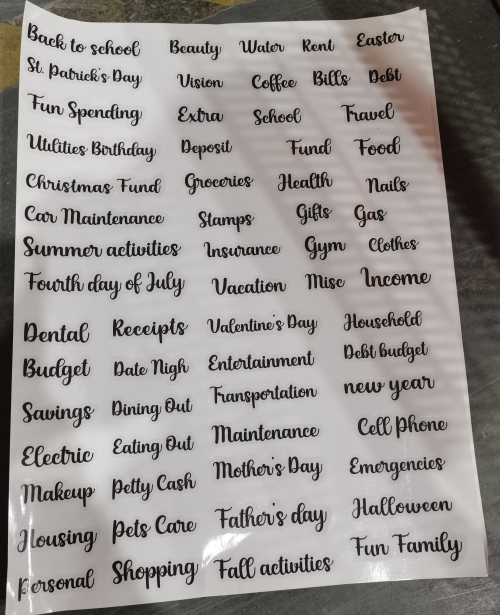 Back to school Beauty Water Rent Easter
St. Patrick's Day Vision Coffee Bills Debt
Fun Spending Extra School Travel
Utilities Birthday Deposit Fund Food
Christmas Fund Groceries Health Nails
Car Maintenance Stamps Gifts Gas
Summer activities Insurance Gym Clothes
Fourth day of July Vacation Misc Income
Dental Receipts Valentine's Day Household
Budget Date Nigh Entertainment Debt budget
Savings Dining Out Transportation new year
Electric Eating Out Maintenance Cell Phone
Makeup Petty Cash Mother's Day Emergencies
Housing Pets Care Father's day Halloween
Personal Shopping Fall activities Fun Family